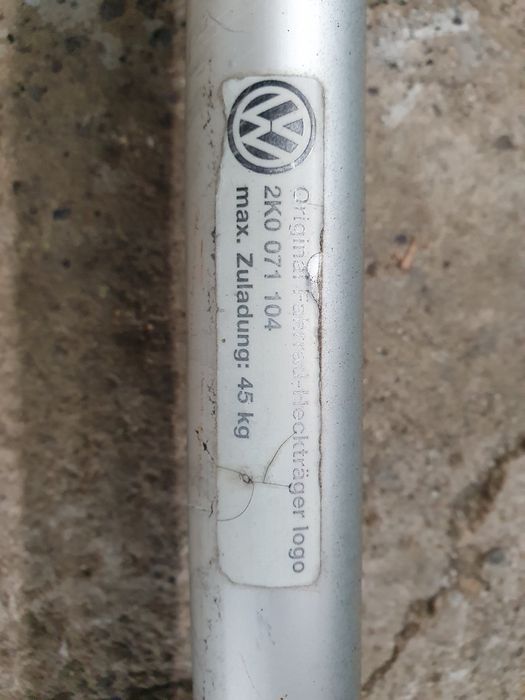 Original Fahrrad-Heckträger logo
2K0 071 104
max. Zuladung: 45 kg